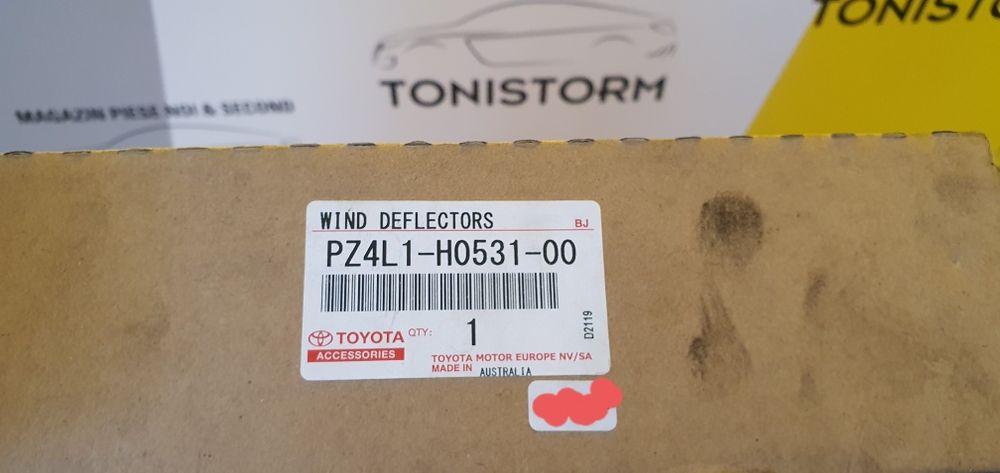 TONISTORM
TONISTORM
MAGAZIN PIESE NOI & SECOND
WIND DEFLECTORS
BJ
PZ4L1-H0531-00
TOYOTA
ACCESSORIES
QTY:
1
D2119
TOYOTA MOTOR EUROPE NV/SA
MADE IN AUSTRALIA